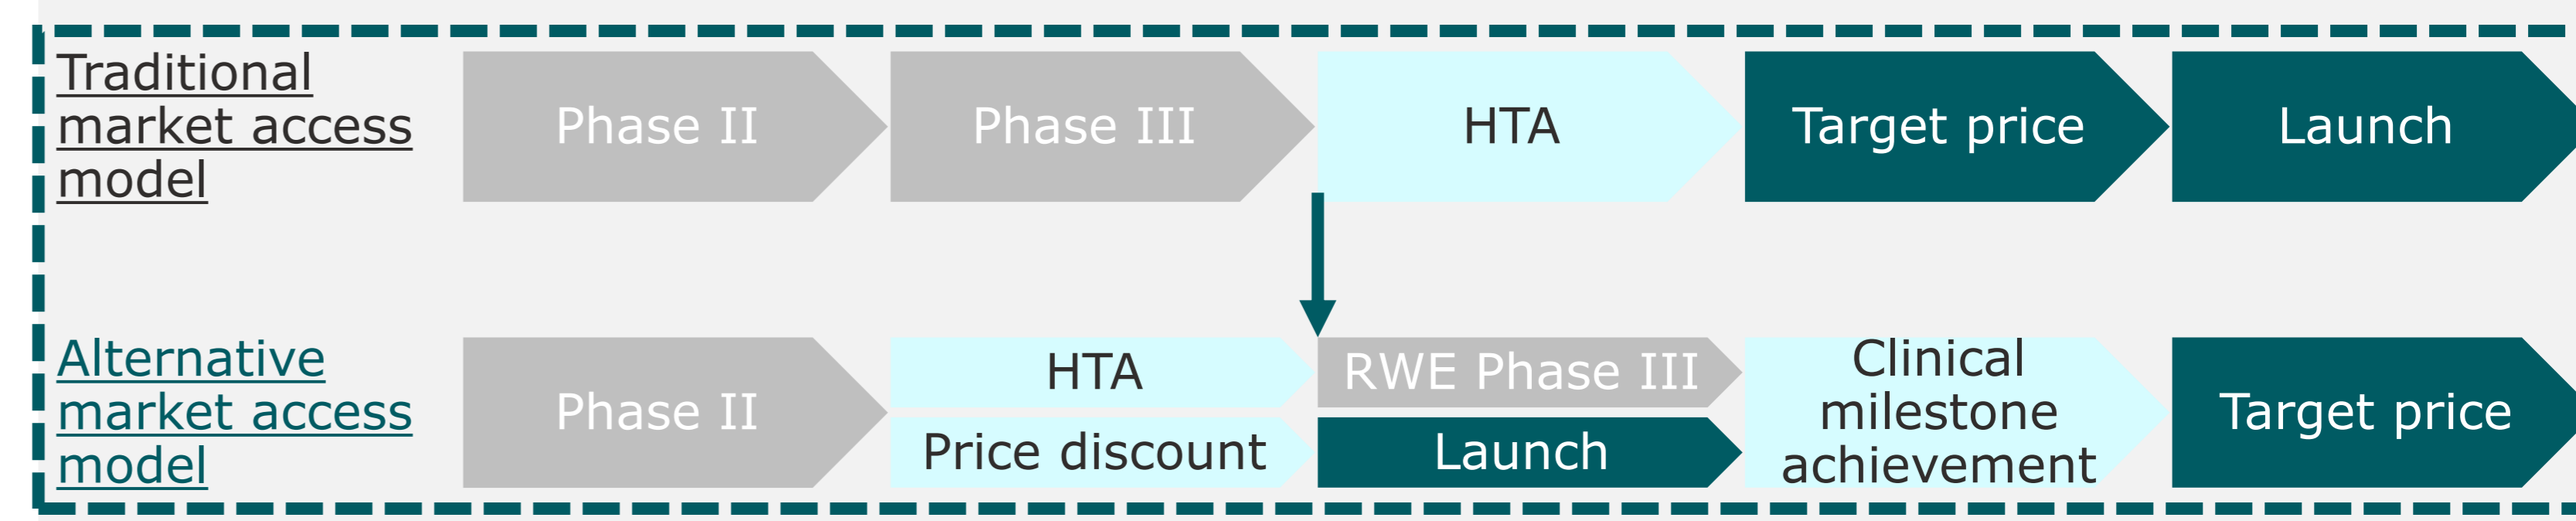 Traditional
market access
model
Phase II
Phase III
HTA
Target price
Launch
Alternative
market access
model
Phase II
HTA
Price discount
RWE Phase III
Launch
Clinical
milestone
achievement
Target price